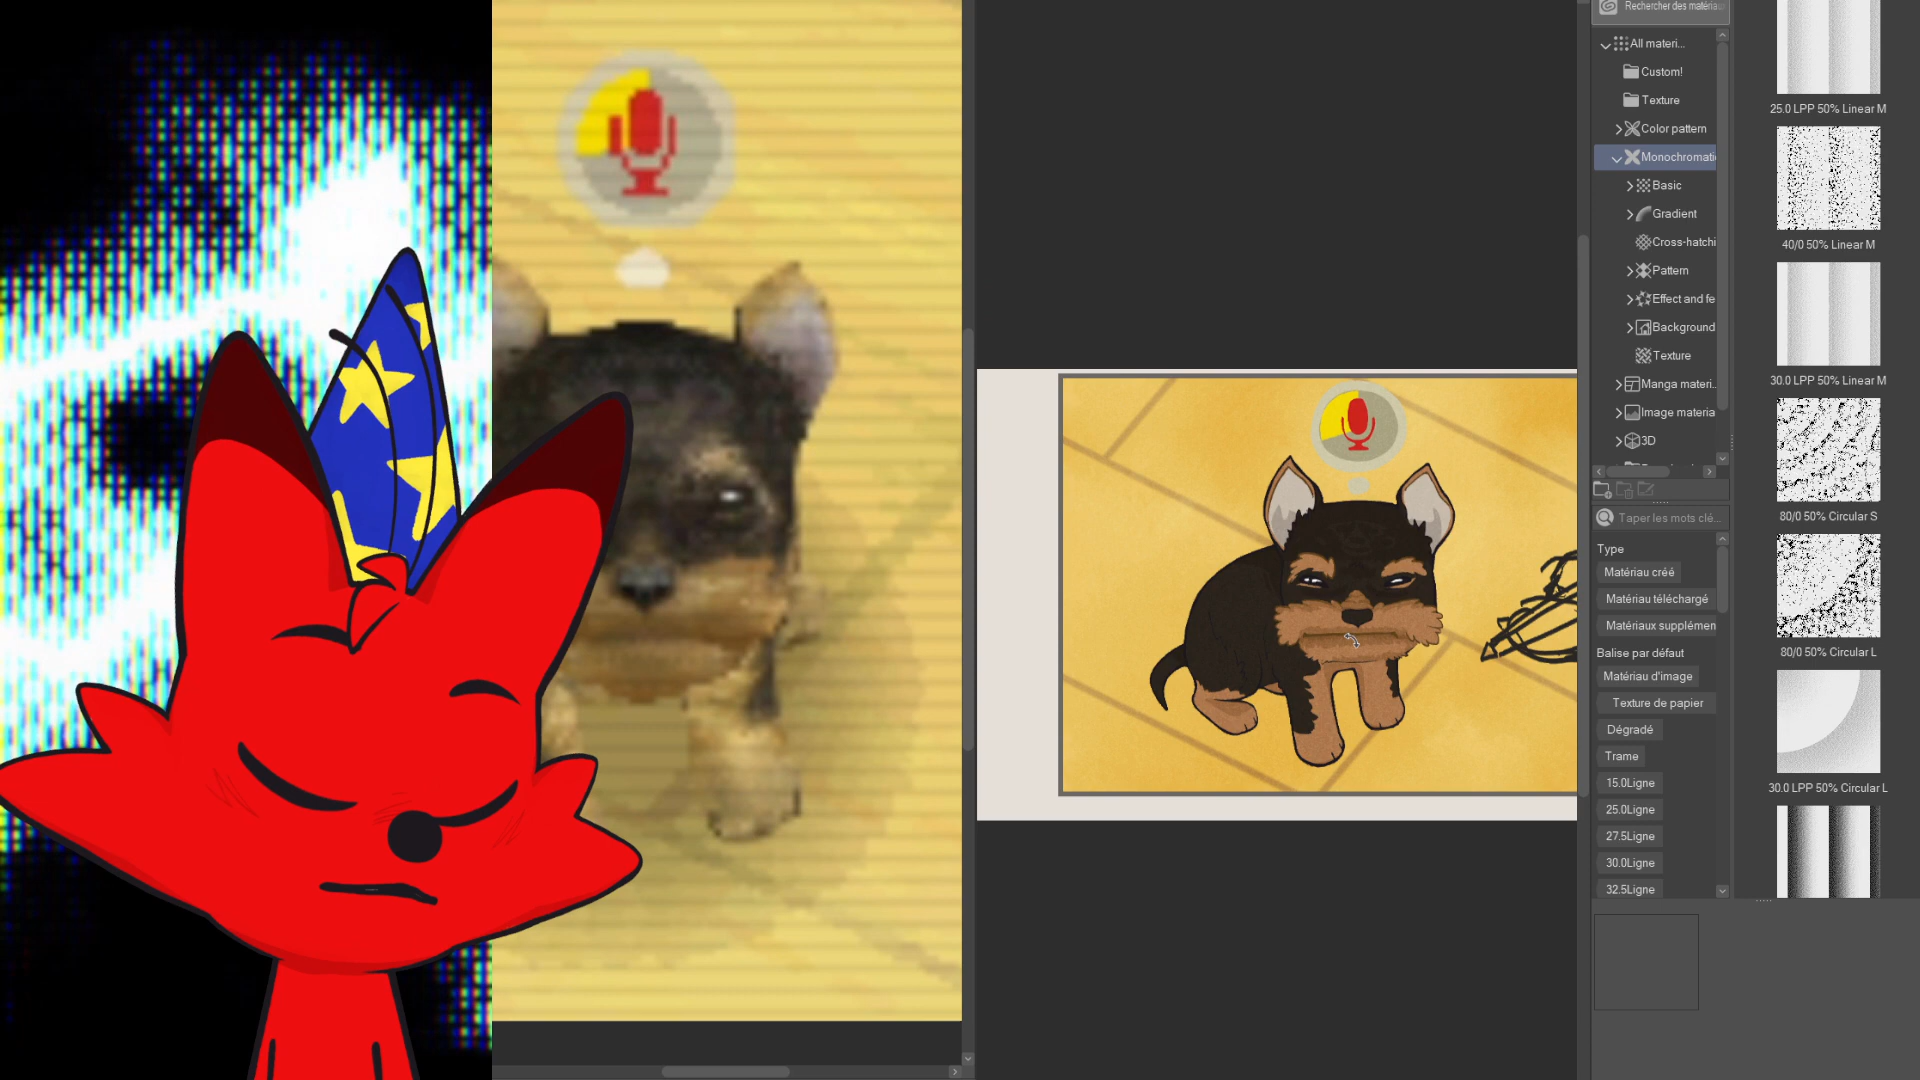 Rechercher des matériau
All materi...
Custom!
Texture
Color pattern
Monochromati
Basic
Gradient
Cross-hatchi
Pattern
Effect and fe
Background
Texture
Manga materi...
Image materia
3D
Taper les mots clé...
Type
Matériau créé
Matériau téléchargé
Matériaux supplémen
Balise par défaut
Matériau d'image
Texture de papier
Dégradé
Trame
15.0Ligne
25.0Ligne
27.5Ligne
30.0Ligne
32.5Ligne
25.0 LPP 50% Linear M
40/0 50% Linear M
30.0 LPP 50% Linear M
80/0 50% Circular S
80/0 50% Circular L
30.0 LPP 50% Circular L